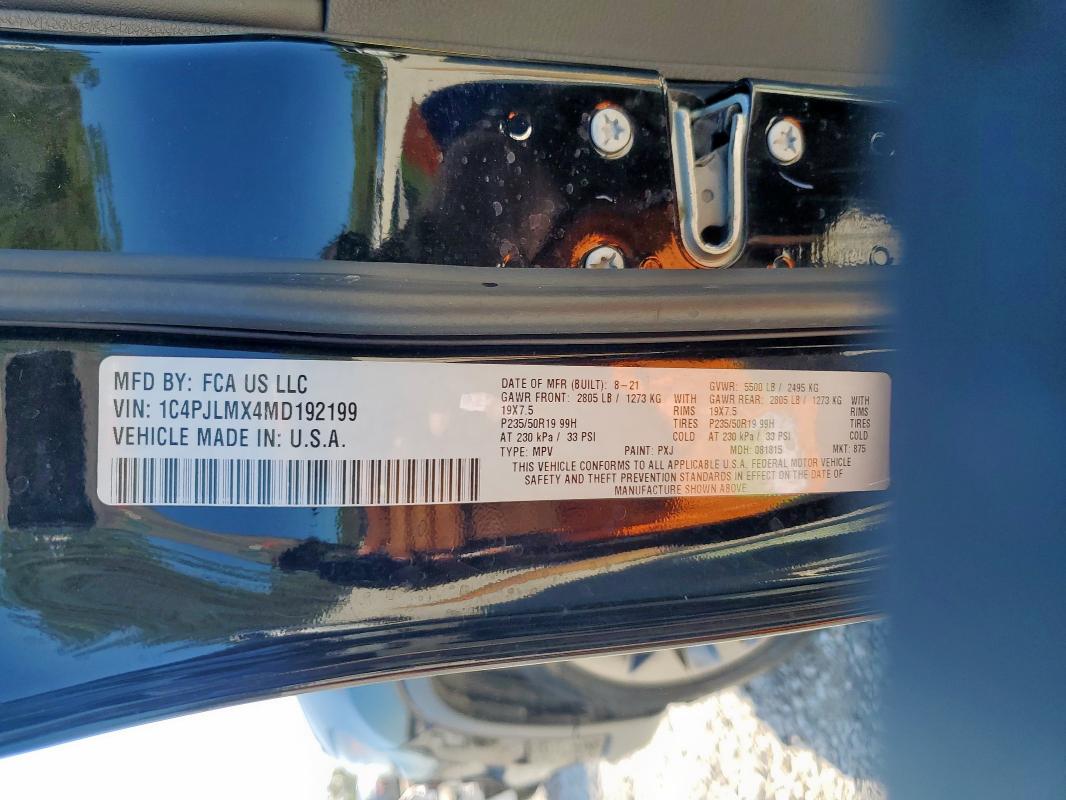 MFD BY: FCA US LLC
VIN: 1C4PJLMX4MD192199
VEHICLE MADE IN: U.S.A.
DATE OF MFR (BUILT): 8-21 GVWR: 5500 LB / 2495 KG
GAWR FRONT: 2805 LB / 1273 KG WITH GAWR REAR: 2805 LB / 1273 KG WITH
19X7.5 RIMS 19X7.5 RIMS
P235/50R19 99H TIRES P235/50R19 99H TIRES
AT 230 kPa / 33 PSI COLD AT 230 kPa / 33 PSI COLD
TYPE: MPV PAINT: PXJ MDH: 081815 MKT: 875
THIS VEHICLE CONFORMS TO ALL APPLICABLE U.S.A. FEDERAL MOTOR VEHICLE
SAFETY AND THEFT PREVENTION STANDARDS IN EFFECT ON THE DATE OF
MANUFACTURE SHOWN ABOVE